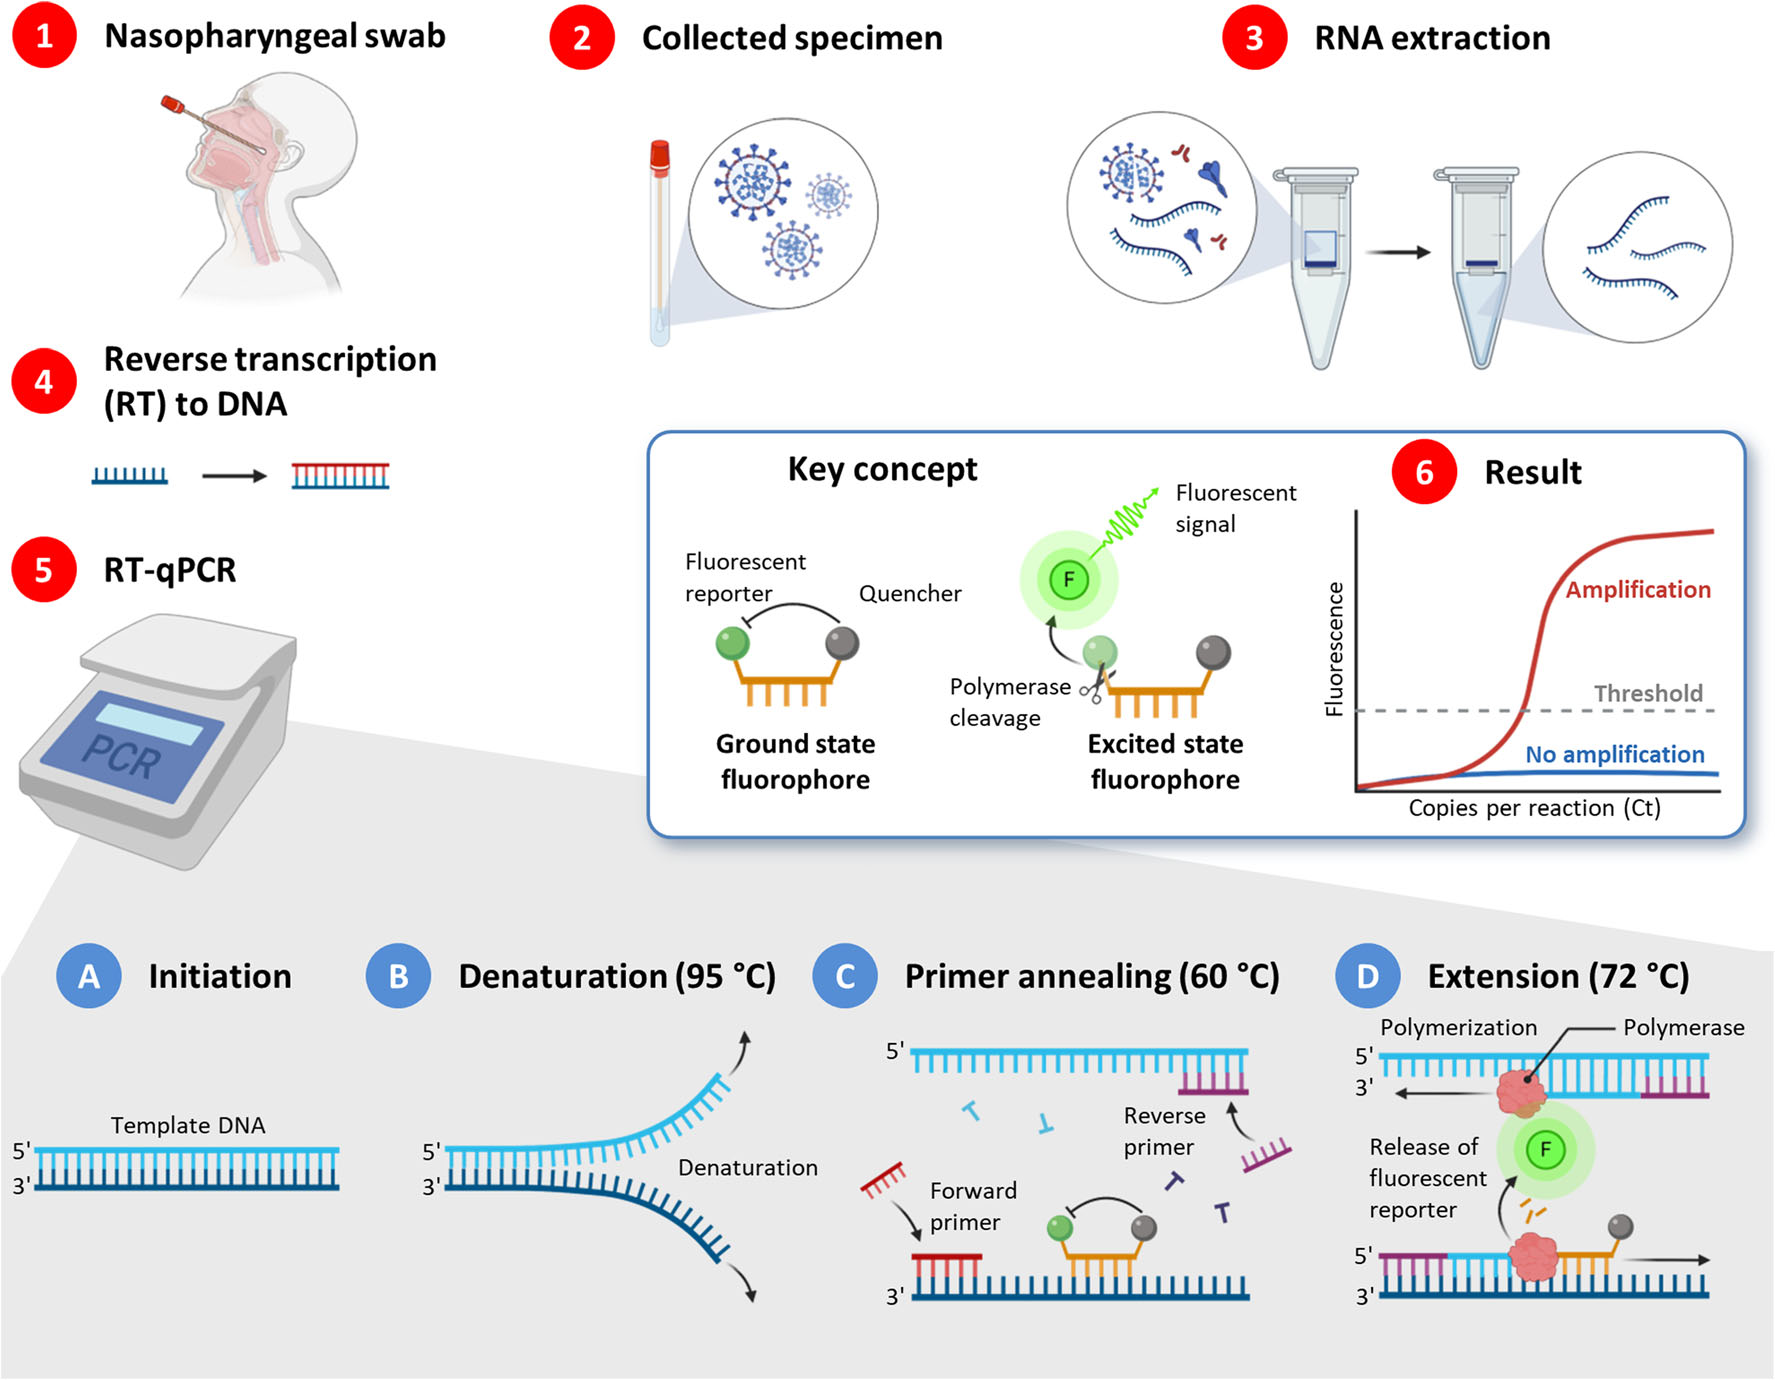 1 Nasopharyngeal swab
2 Collected specimen
3 RNA extraction
4 Reverse transcription
(RT) to DNA
5 RT-qPCR
PCR
Key concept
Fluorescent
reporter
Quencher
Ground state
fluorophore
Fluorescent
signal
F
Polymerase
cleavage
Excited state
fluorophore
6 Result
Fluorescence
Amplification
Threshold
No amplification
Copies per reaction (Ct)
A Initiation
Template DNA
5'
3'
B Denaturation (95 °C)
5'
3'
Denaturation
C Primer annealing (60 °C)
5'
Reverse
primer
Forward
primer
3'
D Extension (72 °C)
Polymerization
Polymerase
5'
3'
Release of
fluorescent
reporter
F
5'
3'